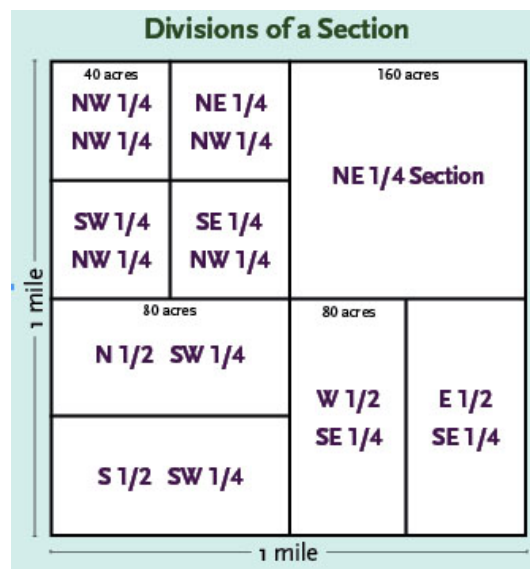 Divisions of a Section
40 acres
NW 1/4
NW 1/4
NE 1/4
NW 1/4
160 acres
NE 1/4 Section
SW 1/4
NW 1/4
SE 1/4
NW 1/4
1 mile
80 acres
N 1/2 SW 1/4
S 1/2 SW 1/4
80 acres
W 1/2
SE 1/4
E 1/2
SE 1/4
1 mile